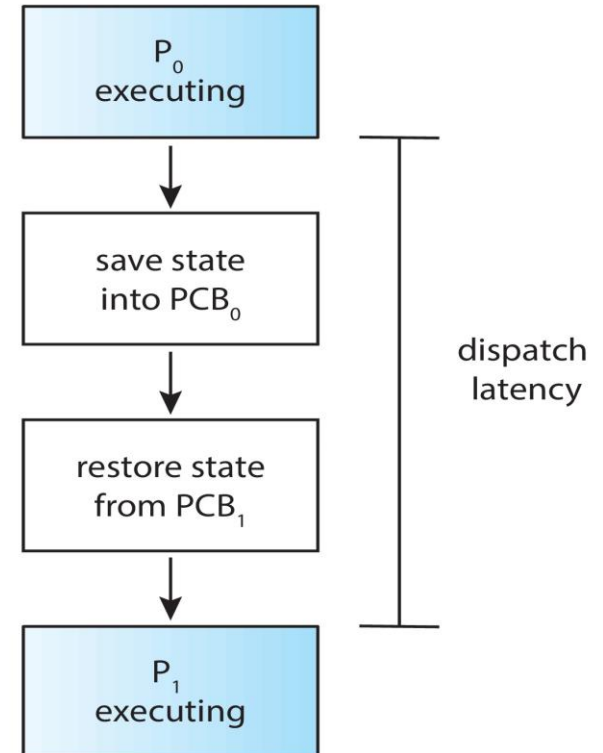 P₀
executing
save state
into PCB₀
dispatch
latency
restore state
from PCB₁
P₁
executing